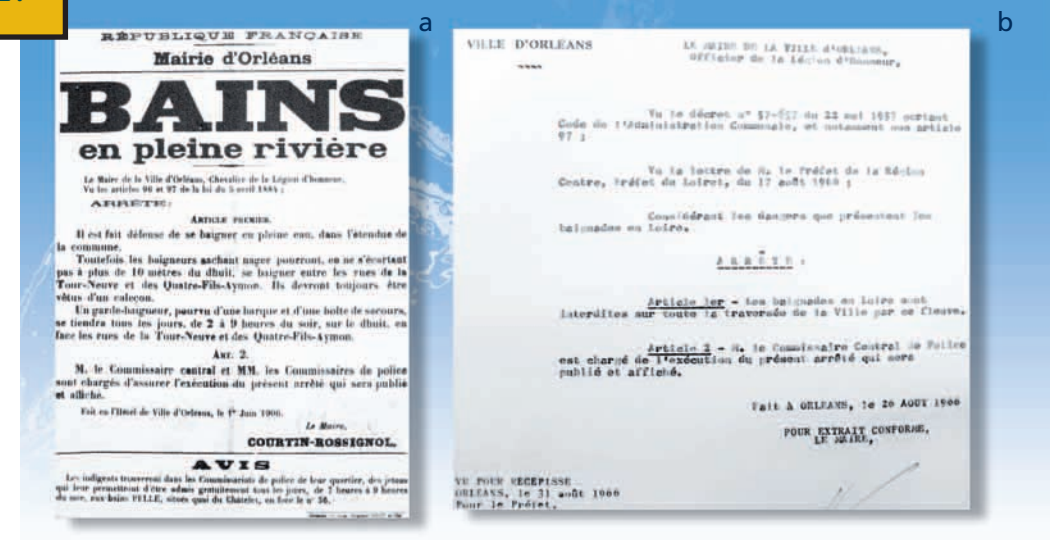 a
RÉPUBLIQUE FRANÇAISE
Mairie d'Orléans
BAINS
en pleine rivière
Le Maire de la Ville d'Orléans, Chevalier de la Légion d'honneur,
Vu les articles 96 et 97 de la loi du 5 avril 1884 ;
ARRÊTE:
ARTICLE PREMIER.
Il est fait défense de se baigner en pleine eau, dans l'étendue de
la commune.
Toutefois, les baigneurs sachant nager pourront, en ne s'écartant
pas à plus de 10 mètres du dhuit, se baigner entre les rues de la
Tour-Neuve et des Quatre-Fils-Aymon. Ils devront toujours être
vêtus d'un caleçon.
Un garde-baigneur, pourvu d'une barque et d'une boîte de secours,
se tiendra tous les jours, de 2 à 9 heures du soir, sur le dhuit, en
face les rues de la Tour-Neuve et des Quatre-Fils-Aymon.
ART. 2.
M. le Commissaire central et MM. les Commissaires de police
sont chargés d'assurer l'exécution du présent arrêté qui sera publié
et affiché.
Fait en l'Hôtel de Ville d'Orléans, le 1er Juin 1906.
Le Maire,
COURTIN-ROSSIGNOL.
AVIS
Les indigents trouveront dans les Commissariats de police de leur quartier, des jetons
qui leur permettront d'être admis gratuitement tous les jours, de 7 heures à 9 heures
du soir, aux bains PILLE, situés quai du Châtelet, en face le n° 56.
b
VILLE D'ORLEANS
LE MAIRE DE LA VILLE d'ORLEANS,
Officier de la Légion d'Honneur,
Vu le décret n° 57-657 du 22 mai 1957 portant
Code de l'Administration Communale, et notamment son article
97 ;
Vu la lettre de M. le Préfet de la Région
Centre, Préfet du Loiret, du 17 août
Considérant les dangers que présentent les
baignades en Loire.
ARRÊTE :
Article 1er - Les baignades en Loire sont
interdites sur toute la traversée de la Ville par ce fleuve.
Article 2 - M. le Commissaire Central de Police
est chargé de l'exécution du présent arrêté qui sera
publié et affiché.
Fait à ORLEANS, le 20 AOUT
POUR EXTRAIT CONFORME,
LE MAIRE,
VU POUR RECEPISSE
ORLEANS, le 31 août
Pour le Préfet,